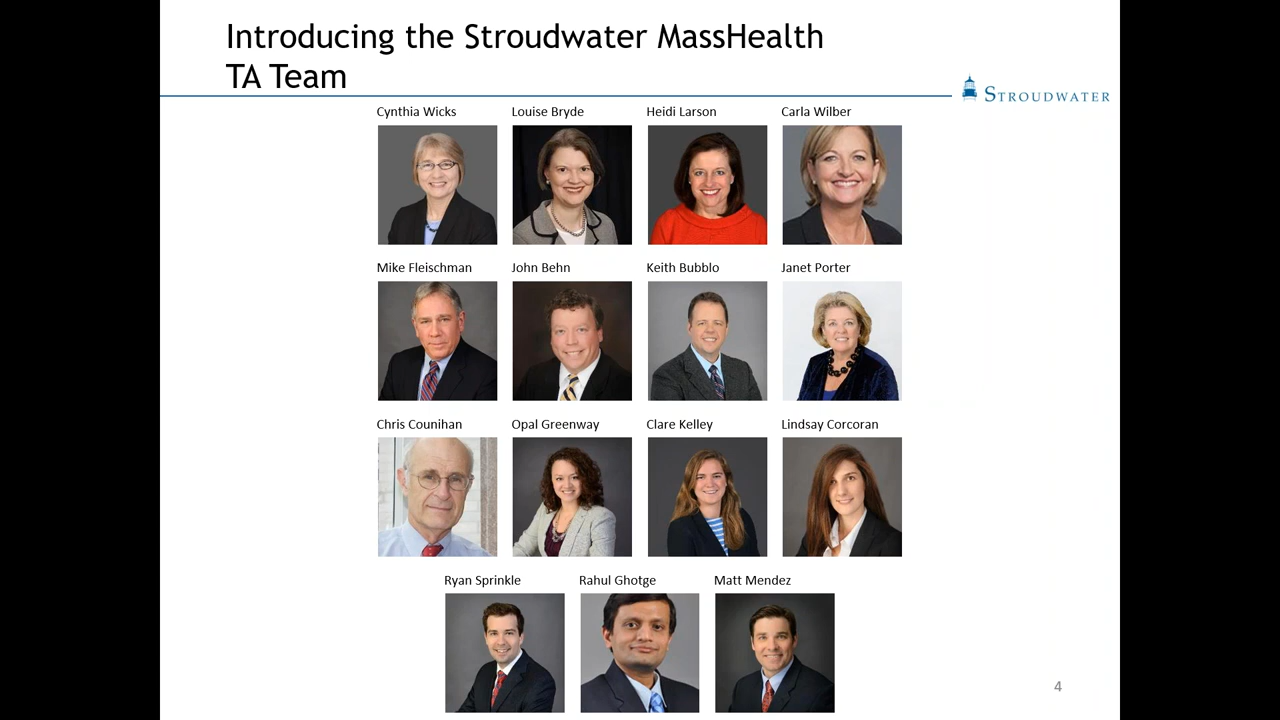 Introducing the Stroudwater MassHealth
TA Team
STROUDWATER
Cynthia Wicks Louise Bryde Heidi Larson Carla Wilber
Mike Fleischman John Behn Keith Bubblo Janet Porter
Chris Counihan Opal Greenway Clare Kelley Lindsay Corcoran
Ryan Sprinkle Rahul Ghotge Matt Mendez
4